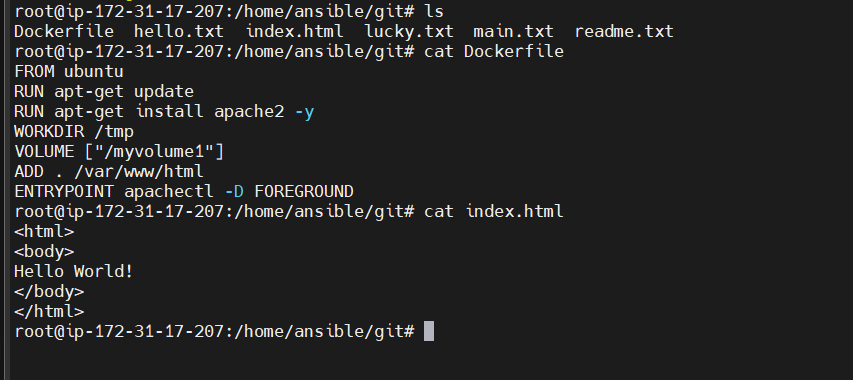 root@ip-172-31-17-207:/home/ansible/git# ls
Dockerfile  hello.txt  index.html  lucky.txt  main.txt  readme.txt
root@ip-172-31-17-207:/home/ansible/git# cat Dockerfile
FROM ubuntu
RUN apt-get update
RUN apt-get install apache2 -y
WORKDIR /tmp
VOLUME ["/myvolume1"]
ADD . /var/www/html
ENTRYPOINT apachectl -D FOREGROUND
root@ip-172-31-17-207:/home/ansible/git# cat index.html
<html>
<body>
Hello World!
</body>
</html>
root@ip-172-31-17-207:/home/ansible/git#